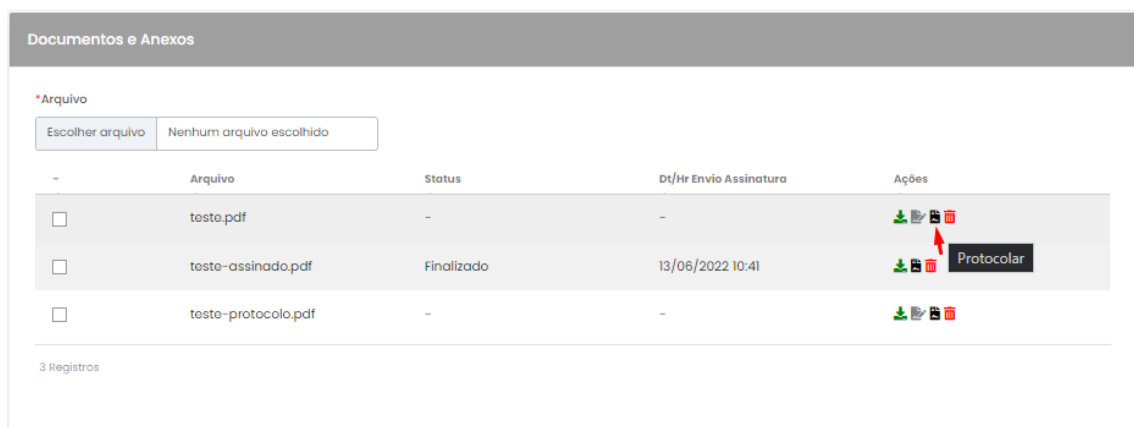 Documentos e Anexos
*Arquivo
Escolher arquivo Nenhum arquivo escolhido
- Arquivo Status Dt/Hr Envio Assinatura Ações
teste.pdf - -
teste-assinado.pdf Finalizado 13/06/2022 10:41 Protocolar
teste-protocolo.pdf - -
3 Registros